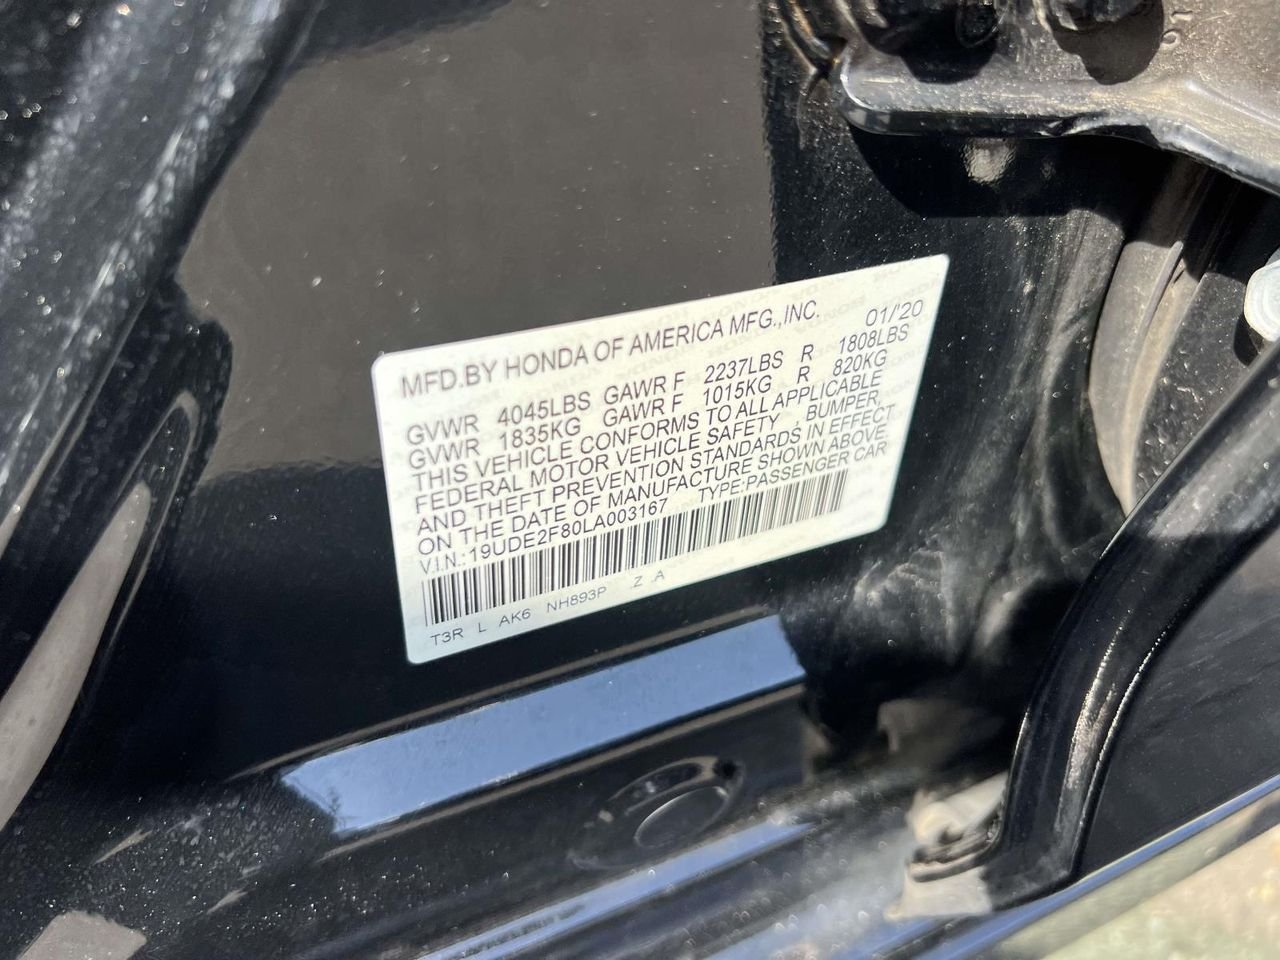 MFD.BY HONDA OF AMERICA MFG.,INC. 01/'20
GVWR 4045LBS GAWR F 2237LBS R 1808LBS
GVWR 1835KG GAWR F 1015KG R 820KG
THIS VEHICLE CONFORMS TO ALL APPLICABLE
FEDERAL MOTOR VEHICLE SAFETY , BUMPER,
AND THEFT PREVENTION STANDARDS IN EFFECT
ON THE DATE OF MANUFACTURE SHOWN ABOVE
V.I.N.:19UDE2F80LA003167 TYPE:PASSENGER CAR
T3R L AK6 NH893P Z A